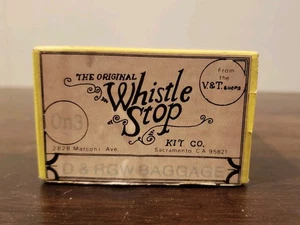 THE ORIGINAL
Whistle
Stop
KIT CO.
From
the
V.&T. SHOPS
On3
2828 Marconi Ave.
Sacramento, CA 95821
D & RGW BAGGAGE